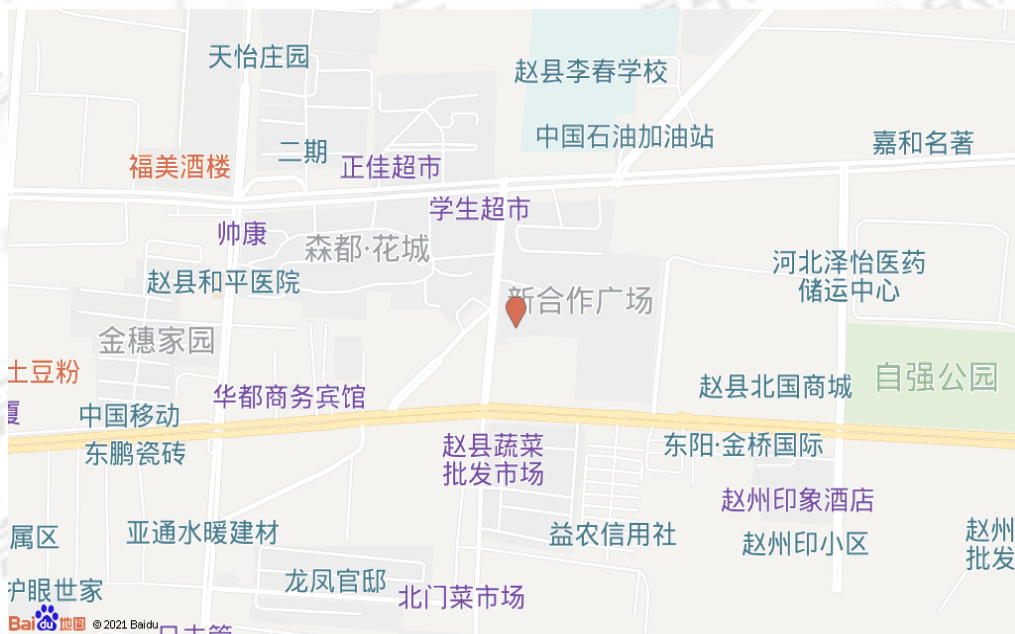 天怡庄园
赵县李春学校
中国石油加油站
嘉和名著
二期
福美酒楼
正佳超市
学生超市
帅康
森都·花城
河北泽怡医药
储运中心
赵县和平医院
新合作广场
金穗家园
土豆粉
自强公园
赵县北国商城
华都商务宾馆
厦
中国移动
东鹏瓷砖
赵县蔬菜
批发市场
东阳·金桥国际
赵州印象酒店
属区
亚通水暖建材
益农信用社
赵州印小区
赵州
批发
护眼世家
龙凤官邸
北门菜市场
Bai du 地图 © 2021 Baidu